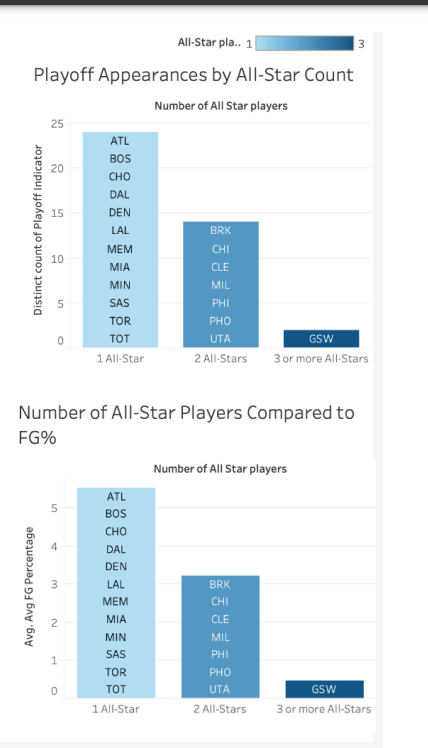 All-Star pla.. 1 3
Playoff Appearances by All-Star Count
Number of All Star players
Distinct count of Playoff Indicator
25
20
15
10
5
0
ATL
BOS
CHO
DAL
DEN
LAL
MEM
MIA
MIN
SAS
TOR
TOT
BRK
CHI
CLE
MIL
PHI
PHO
UTA
GSW
1 All-Star 2 All-Stars 3 or more All-Stars
Number of All-Star Players Compared to
FG%
Number of All Star players
Avg. Avg FG Percentage
5
4
3
2
1
0
ATL
BOS
CHO
DAL
DEN
LAL
MEM
MIA
MIN
SAS
TOR
TOT
BRK
CHI
CLE
MIL
PHI
PHO
UTA
GSW
1 All-Star 2 All-Stars 3 or more All-Stars